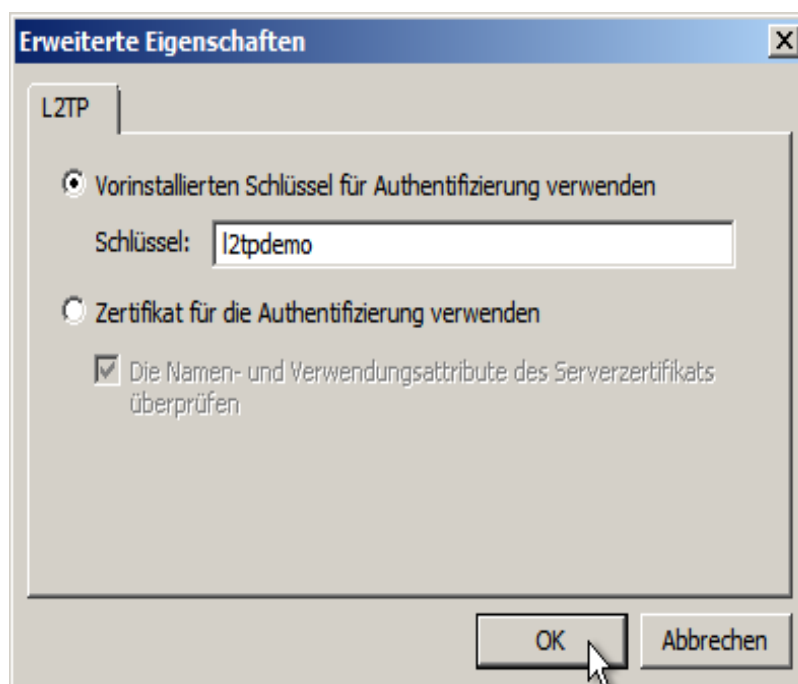 Erweiterte Eigenschaften
L2TP
Vorinstallierten Schlüssel für Authentifizierung verwenden
Schlüssel: l2tpdemo
Zertifikat für die Authentifizierung verwenden
Die Namen- und Verwendungsattribute des Serverzertifikats
überprüfen
OK Abbrechen